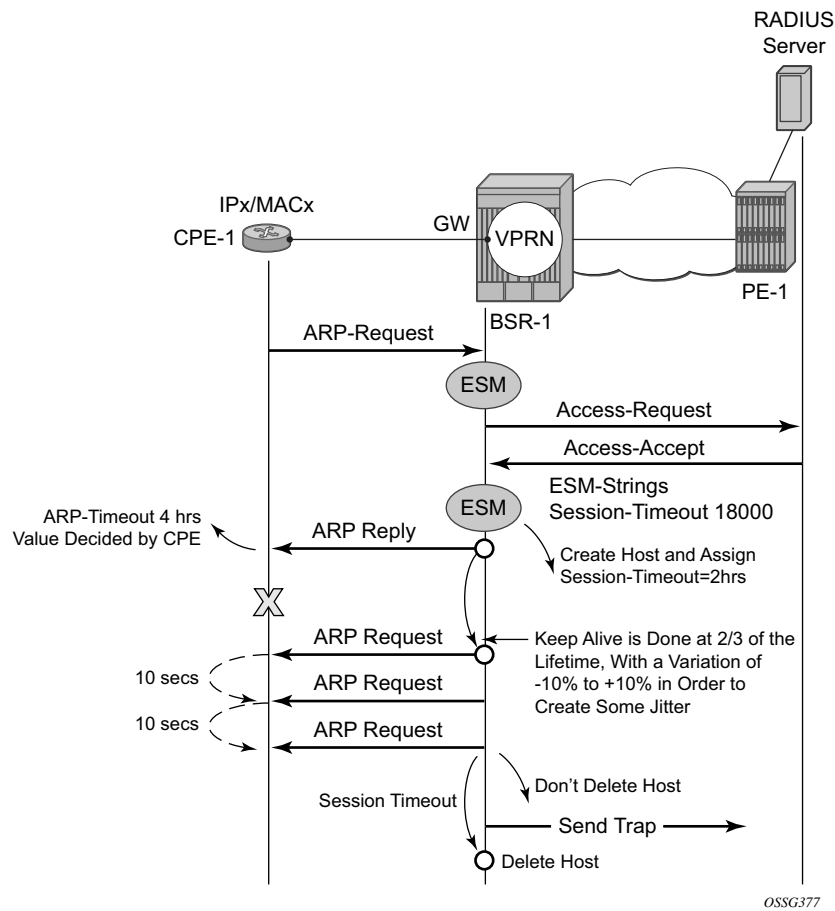 RADIUS
Server
IPx/MACx
CPE-1
GW
VPRN
PE-1
BSR-1
ARP-Request
ESM
Access-Request
Access-Accept
ESM
ESM-Strings
Session-Timeout 18000
ARP-Timeout 4 hrs
Value Decided by CPE
ARP Reply
Create Host and Assign
Session-Timeout=2hrs
X
ARP Request
Keep Alive is Done at 2/3 of the
Lifetime, With a Variation of
-10% to +10% in Order to
Create Some Jitter
10 secs
ARP Request
10 secs
ARP Request
Session Timeout
Don't Delete Host
Send Trap
Delete Host
OSSG377